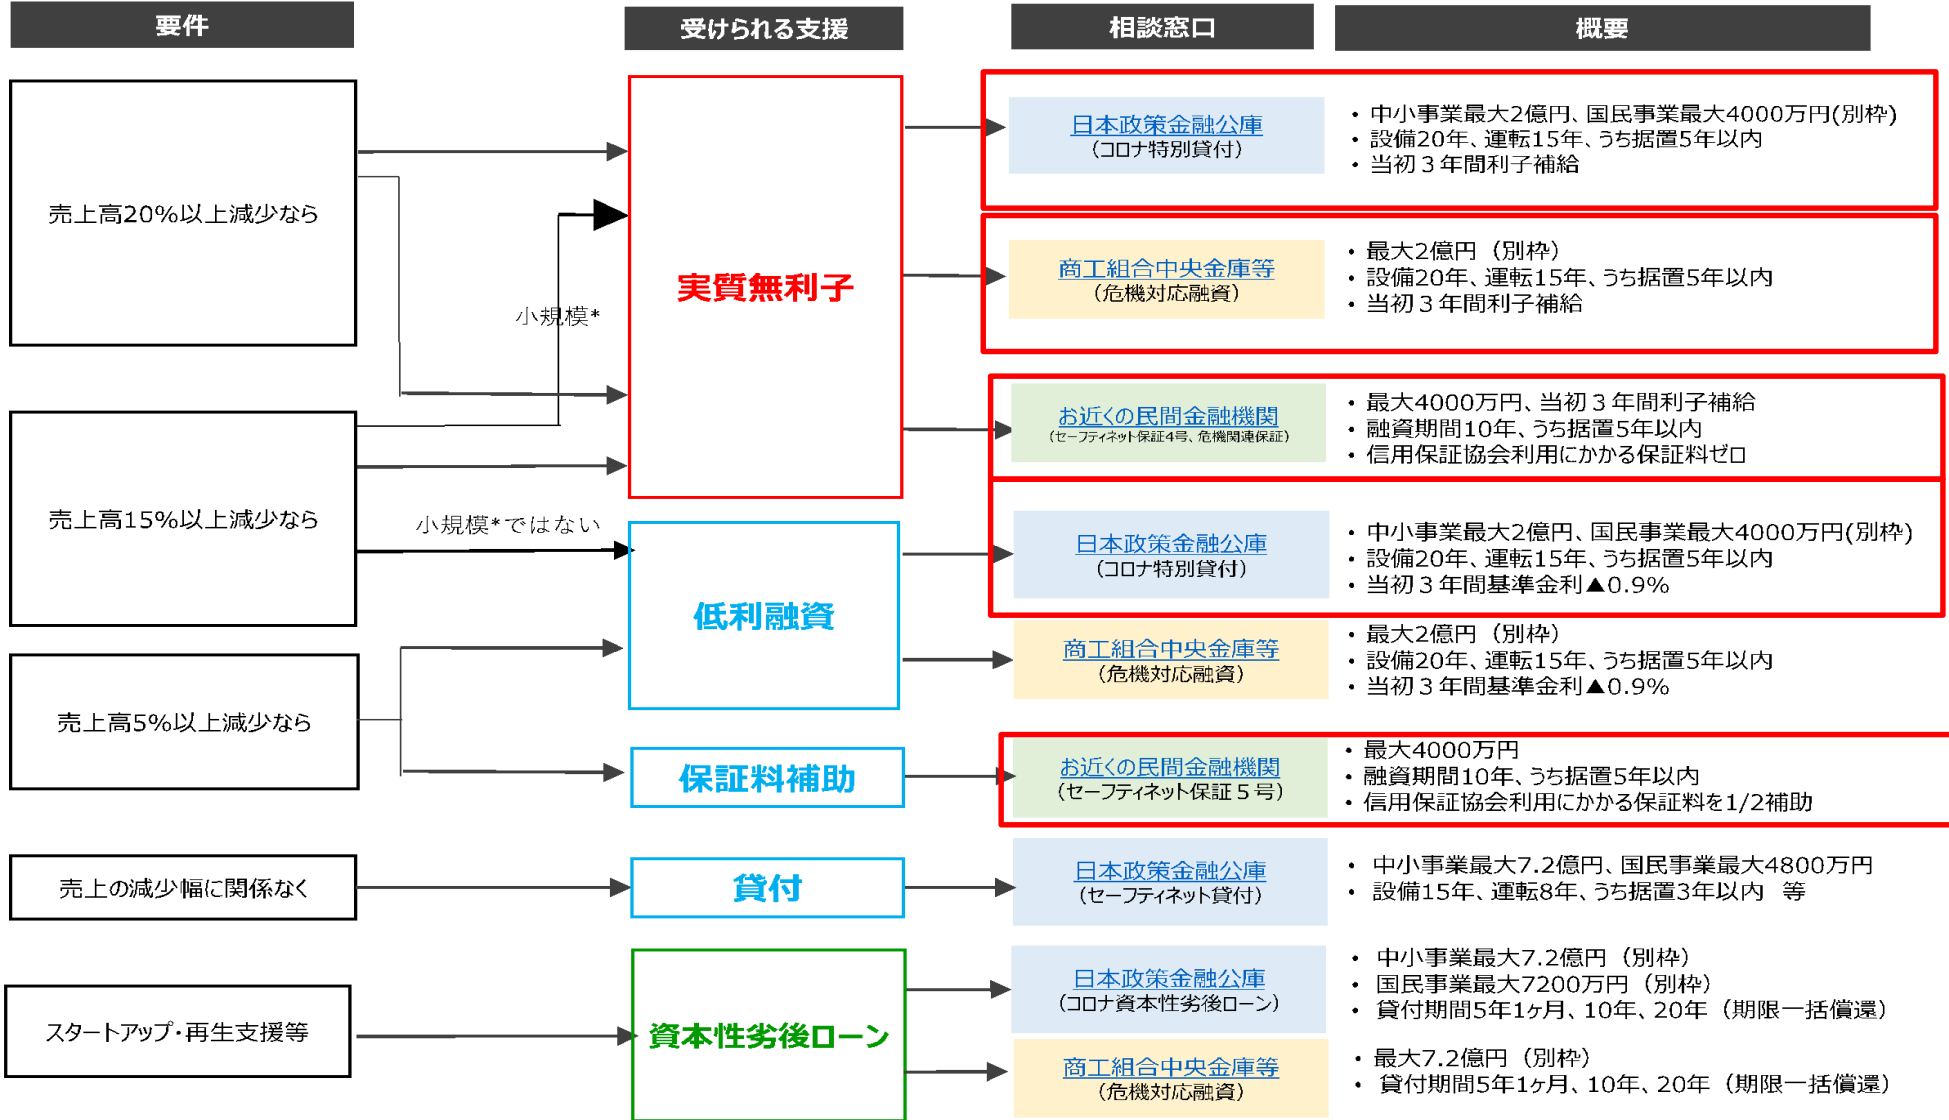 要件
受けられる支援
相談窓口
概要
売上高20%以上減少なら
実質無利子
日本政策金融公庫
(コロナ特別貸付)
・中小事業最大2億円、国民事業最大4000万円(別枠)
・設備20年、運転15年、うち据置5年以内
・当初３年間利子補給
商工組合中央金庫等
(危機対応融資)
・最大2億円（別枠）
・設備20年、運転15年、うち据置5年以内
・当初３年間利子補給
小規模*
お近くの民間金融機関
(セーフティネット保証4号、危機関連保証)
・最大4000万円、当初３年間利子補給
・融資期間10年、うち据置5年以内
・信用保証協会利用にかかる保証料ゼロ
売上高15%以上減少なら
小規模*ではない
低利融資
日本政策金融公庫
(コロナ特別貸付)
・中小事業最大2億円、国民事業最大4000万円(別枠)
・設備20年、運転15年、うち据置5年以内
・当初３年間基準金利▲0.9%
商工組合中央金庫等
(危機対応融資)
・最大2億円（別枠）
・設備20年、運転15年、うち据置5年以内
・当初３年間基準金利▲0.9%
売上高5%以上減少なら
保証料補助
お近くの民間金融機関
(セーフティネット保証５号)
・最大4000万円
・融資期間10年、うち据置5年以内
・信用保証協会利用にかかる保証料を1/2補助
売上の減少幅に関係なく
貸付
日本政策金融公庫
(セーフティネット貸付)
・中小事業最大7.2億円、国民事業最大4800万円
・設備15年、運転8年、うち据置3年以内　等
スタートアップ・再生支援等
資本性劣後ローン
日本政策金融公庫
(コロナ資本性劣後ローン)
・中小事業最大7.2億円（別枠）
・国民事業最大7200万円（別枠）
・貸付期間5年1ヶ月、10年、20年（期限一括償還）
商工組合中央金庫等
(危機対応融資)
・最大7.2億円（別枠）
・貸付期間5年1ヶ月、10年、20年（期限一括償還）